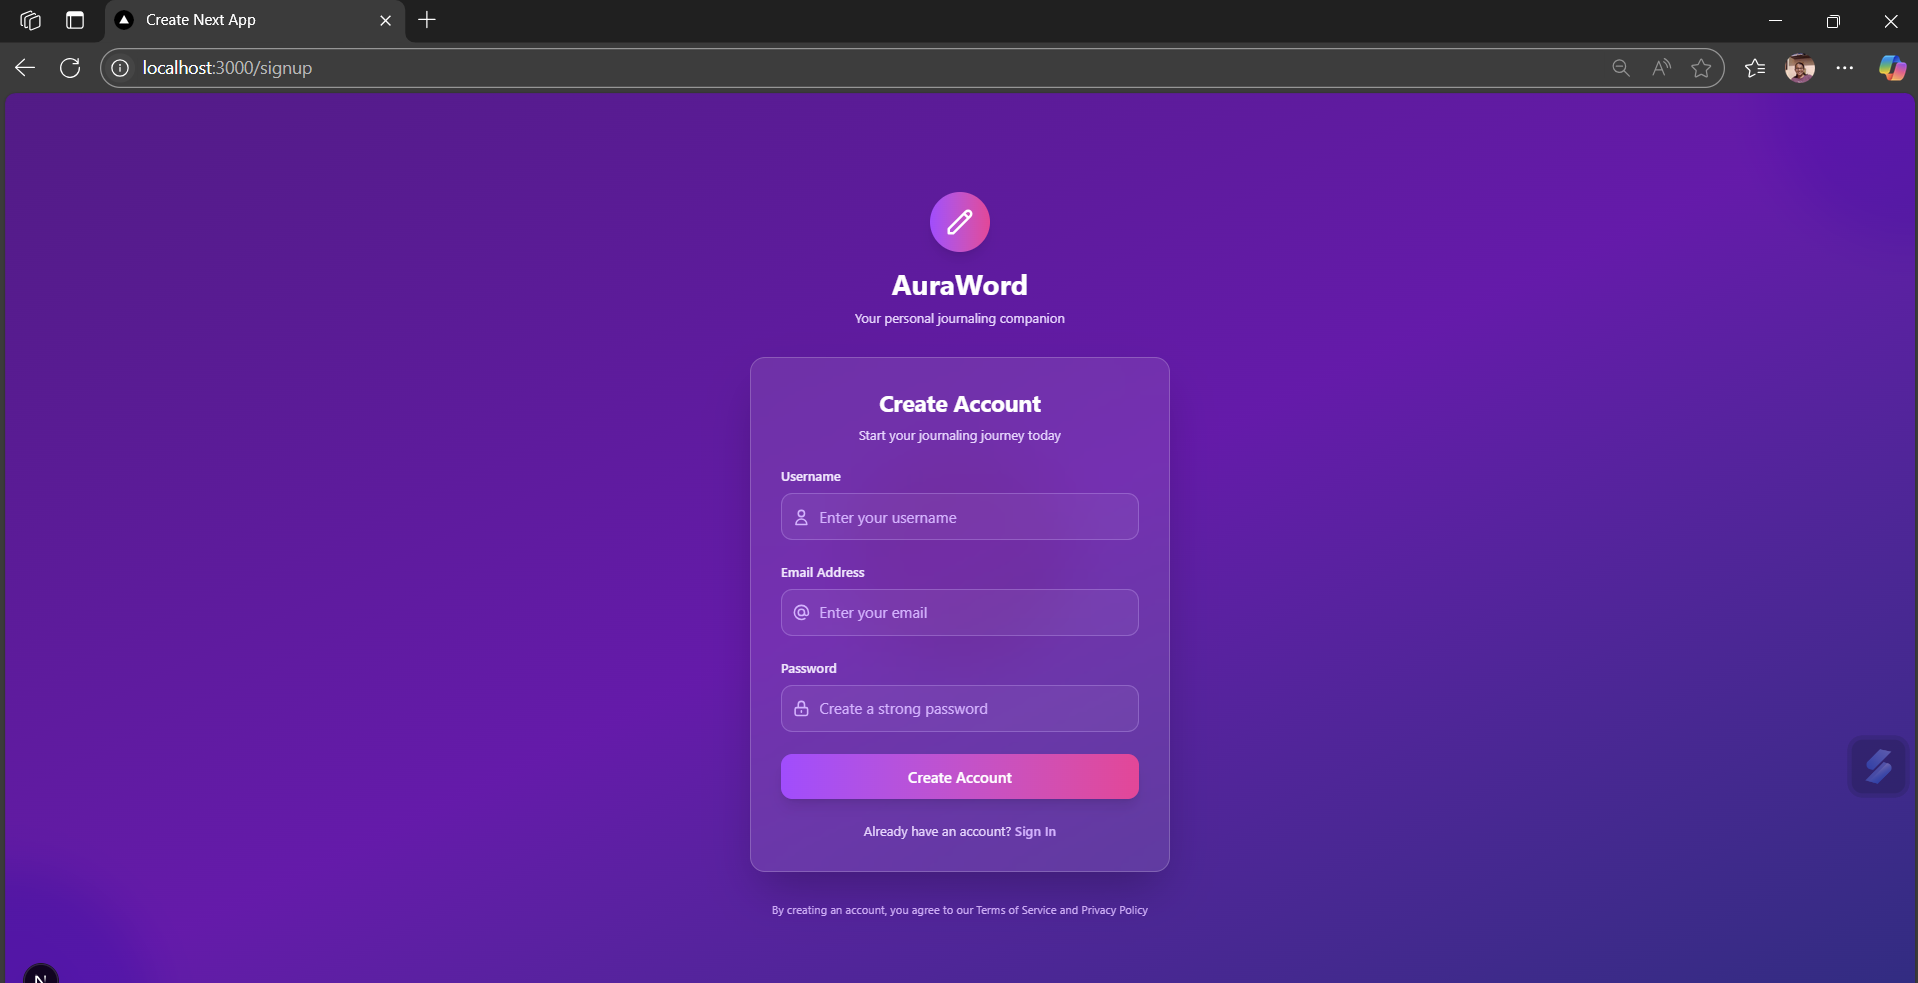 Create Next App
localhost:3000/signup
AuraWord
Your personal journaling companion
Create Account
Start your journaling journey today
Username
Enter your username
Email Address
Enter your email
Password
Create a strong password
Create Account
Already have an account? Sign In
By creating an account, you agree to our Terms of Service and Privacy Policy
N